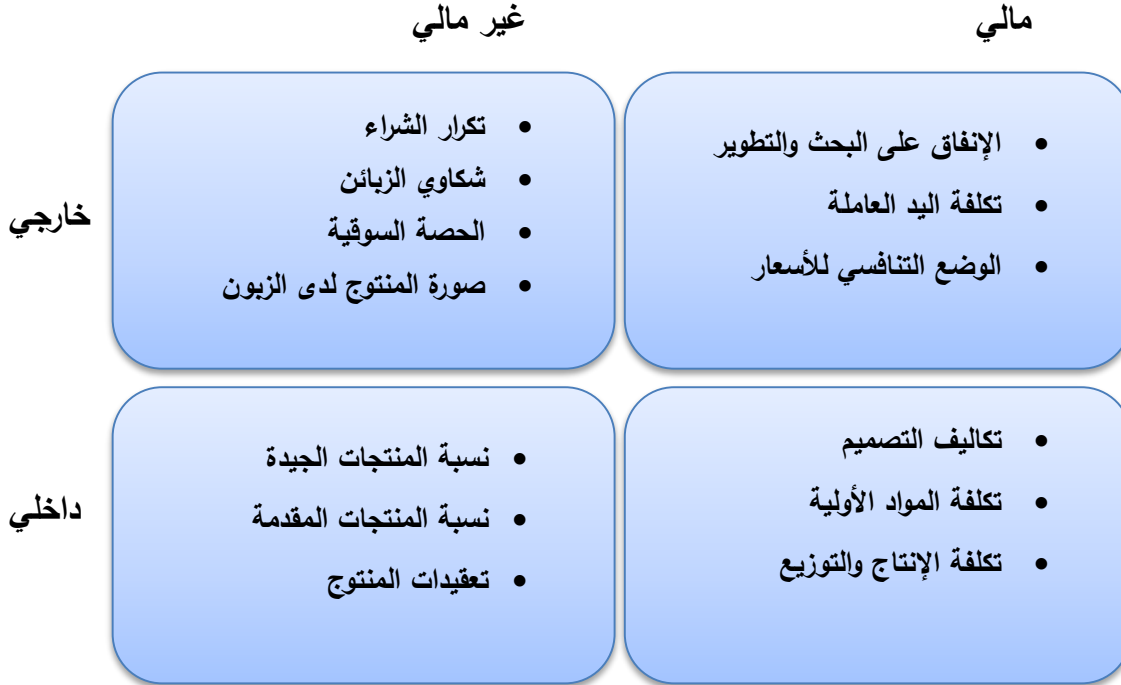 مالي
غير مالي
خارجي
• الإنفاق على البحث والتطوير
• تكلفة اليد العاملة
• الوضع التنافسي للأسعار
• تكرار الشراء
• شكاوي الزبائن
• الحصة السوقية
• صورة المنتوج لدى الزبون
داخلي
• تكاليف التصميم
• تكلفة المواد الأولية
• تكلفة الإنتاج والتوزيع
• نسبة المنتجات الجيدة
• نسبة المنتجات المقدمة
• تعقيدات المنتوج